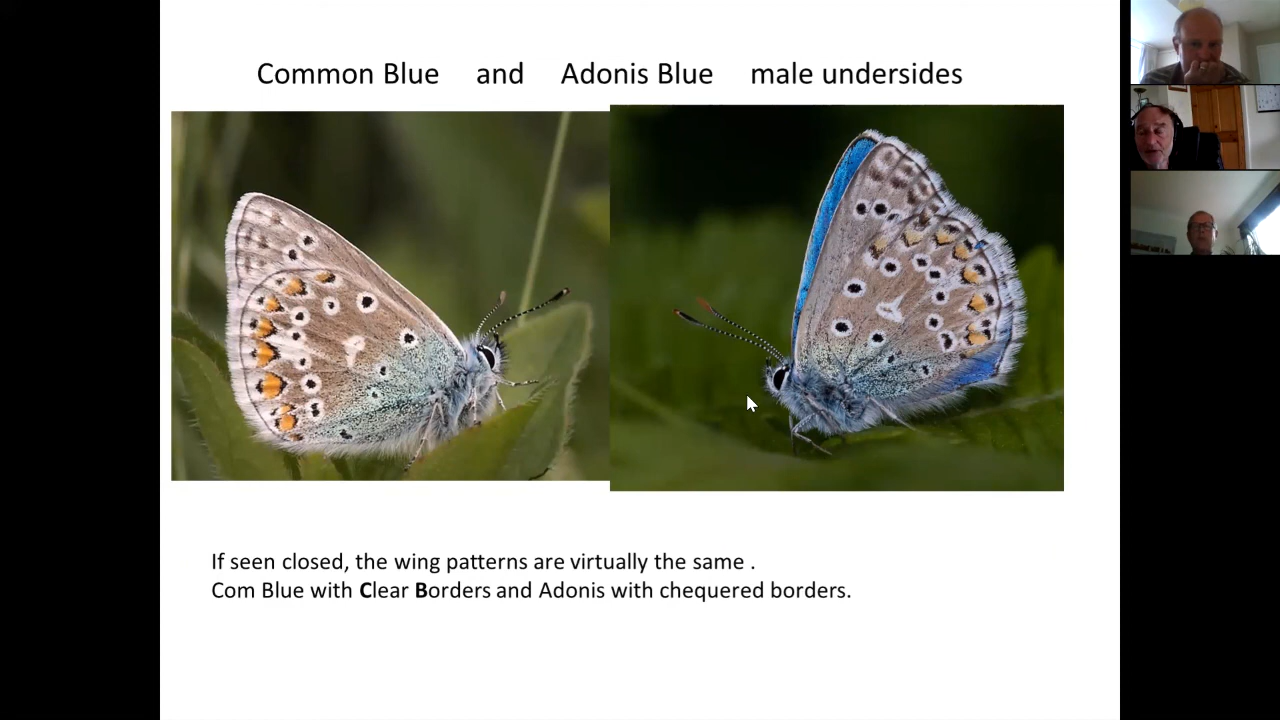 Common Blue and Adonis Blue male undersides
If seen closed, the wing patterns are virtually the same .
Com Blue with Clear Borders and Adonis with chequered borders.